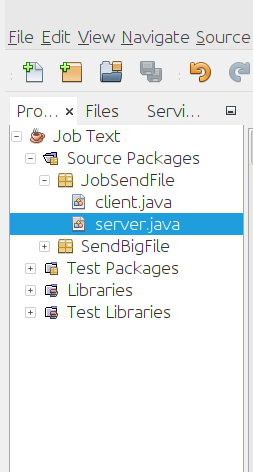 File Edit View Navigate Source
Pro... Files Servi...
Job Text
Source Packages
JobSendFile
client.java
server.java
SendBigFile
Test Packages
Libraries
Test Libraries